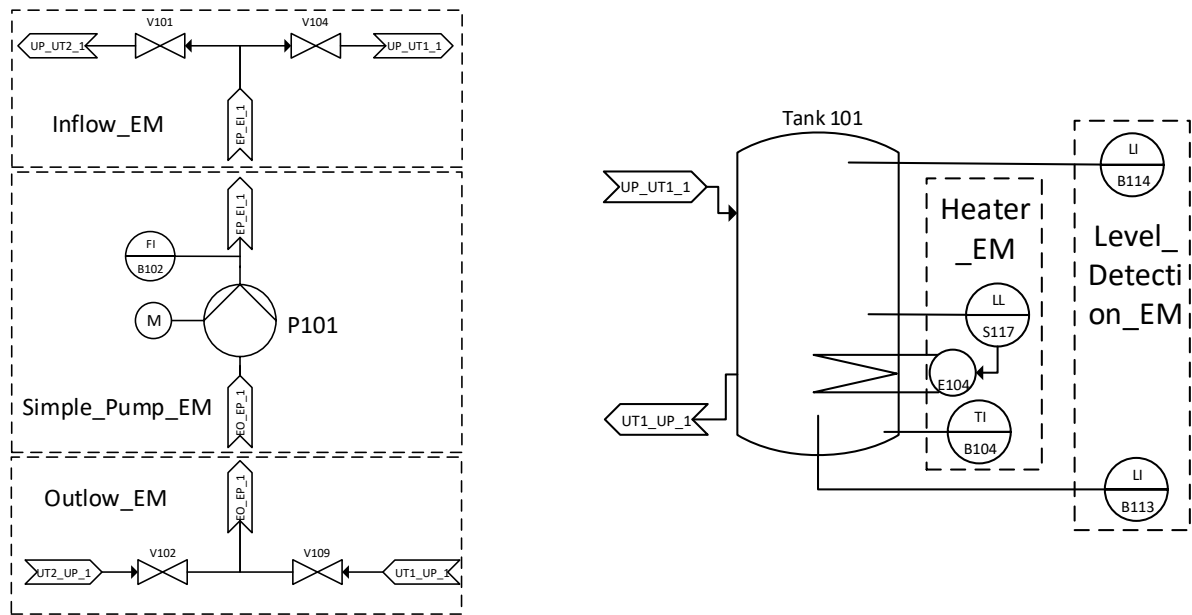 V101
V104
UP_UT2_1
UP_UT1_1
Inflow_EM
EP_EI_1
EP_EI_1
FI
B102
M
P101
Simple_Pump_EM
EO_EP_1
Outlow_EM
EO_EP_1
V102
V109
UT2_UP_1
UT1_UP_1
Tank 101
UP_UT1_1
UT1_UP_1
Heater
_EM
LL
S117
E104
TI
B104
LI
B114
Level_
Detecti
on_EM
LI
B113